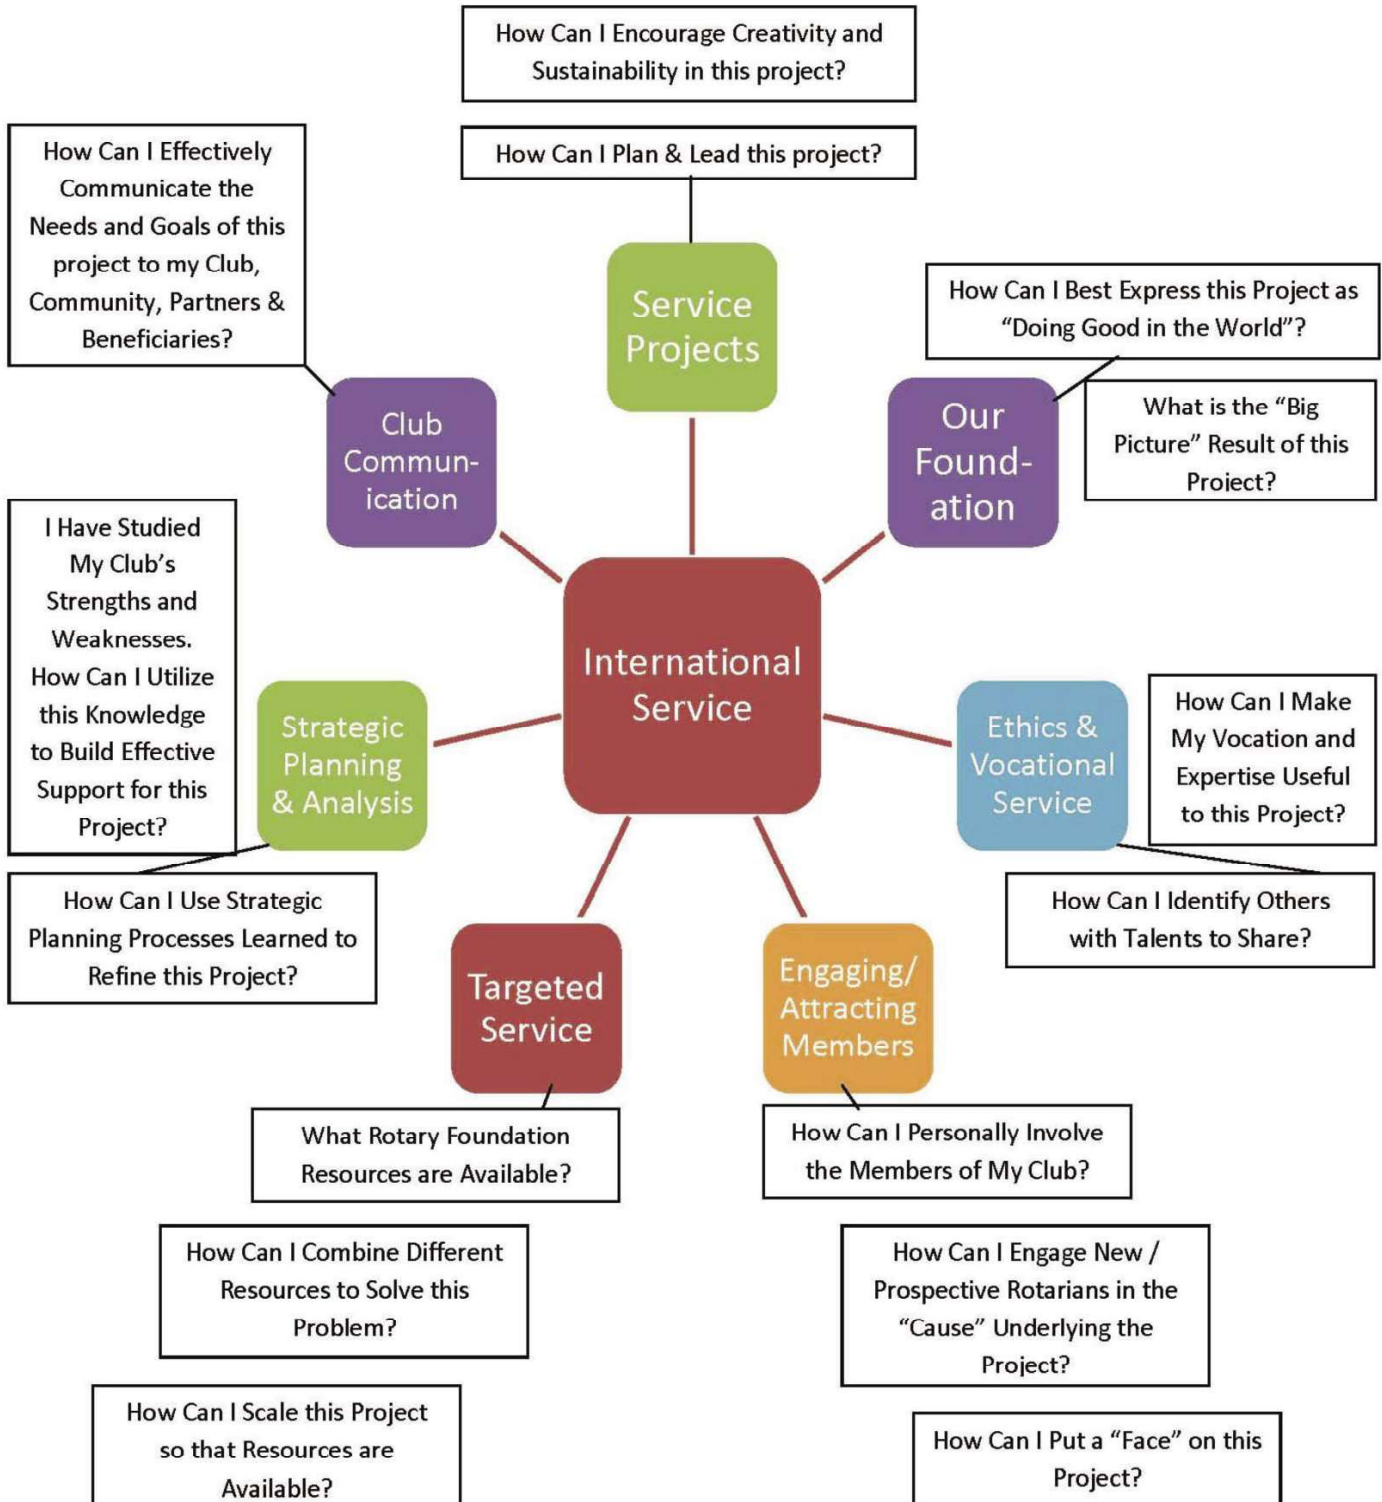 How Can I Encourage Creativity and
Sustainability in this project?
How Can I Plan & Lead this project?
How Can I Effectively
Communicate the
Needs and Goals of this
project to my Club,
Community, Partners &
Beneficiaries?
Service
Projects
How Can I Best Express this Project as
“Doing Good in the World”?
What is the “Big
Picture” Result of this
Project?
Club
Commun-
ication
Our
Found-
ation
I Have Studied
My Club’s
Strengths and
Weaknesses.
How Can I Utilize
this Knowledge
to Build Effective
Support for this
Project?
International
Service
Strategic
Planning
& Analysis
Ethics &
Vocational
Service
How Can I Make
My Vocation and
Expertise Useful
to this Project?
How Can I Use Strategic
Planning Processes Learned to
Refine this Project?
How Can I Identify Others
with Talents to Share?
Targeted
Service
Engaging/
Attracting
Members
What Rotary Foundation
Resources are Available?
How Can I Personally Involve
the Members of My Club?
How Can I Combine Different
Resources to Solve this
Problem?
How Can I Engage New /
Prospective Rotarians in the
“Cause” Underlying the
Project?
How Can I Scale this Project
so that Resources are
Available?
How Can I Put a “Face” on this
Project?